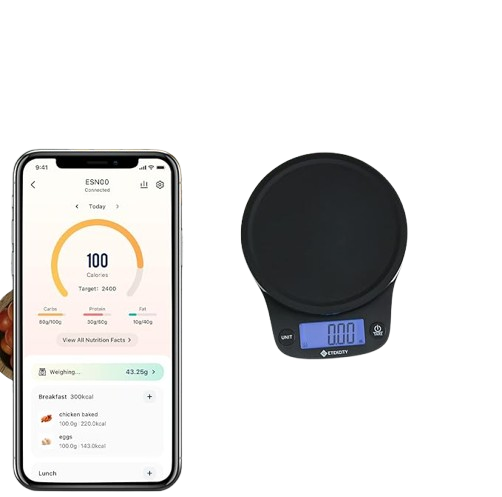 9:41
ESN00
Connected
Today
100
Calories
Target: 2400
Carbs Protein Fat
80g/100g 30g/60g 10g/40g
View All Nutrition Facts
Weighing... 43.25g
Breakfast 300kcal
chicken baked
100.0g · 220.0kcal
eggs
100.0g · 143.0kcal
Lunch
0.00
UNIT
ETEKCITY